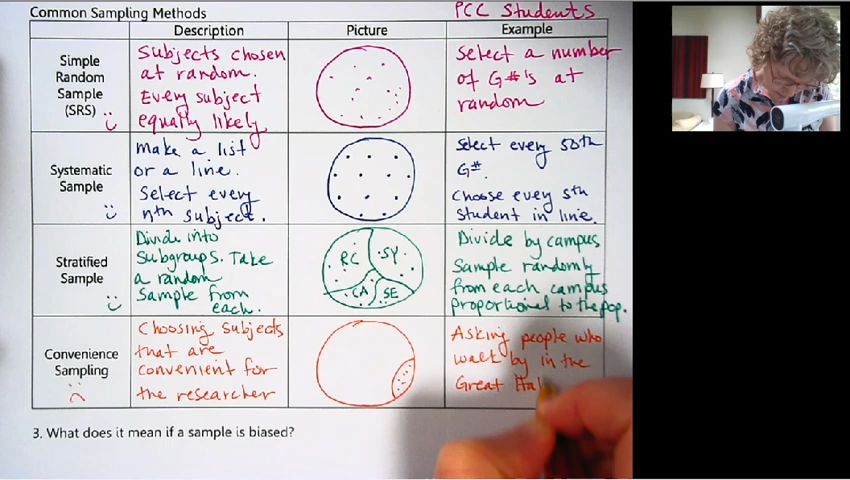 Common Sampling Methods
PCC Students
Description
Picture
Example
Simple
Random
Sample
(SRS)
Subjects chosen
at random.
Every subject
equally likely
Select a number
of G#'s at
random
Systematic
Sample
Make a list
or a line.
Select every
nth subject.
Select every 50th
G#.
Choose evey 5th
student in line.
Stratified
Sample
Divide into
Subgroups. Take
a random
Sample from
each.
RC
SY
CA
SE
Divide by campus
Sample randomly
from each campus
proportional to the pop.
Convenience
Sampling
Choosing subjects
that are
convenient for
the researcher
Asking people who
walk by in the
Great Hal
3. What does it mean if a sample is biased?